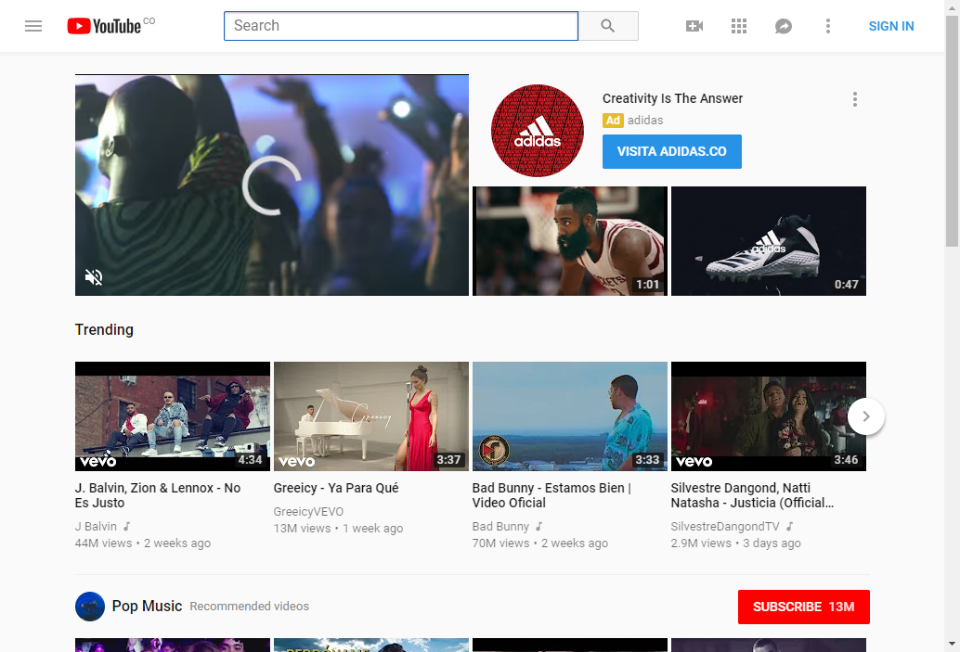 YouTube CO
Search
SIGN IN
Creativity Is The Answer
Ad adidas
VISITA ADIDAS.CO
adidas
adidas
1:01
0:47
Trending
vevo
4:34
Greeicy
vevo
3:37
3:33
vevo
3:46
J. Balvin, Zion & Lennox - No
Es Justo
J Balvin
44M views • 2 weeks ago
Greeicy - Ya Para Qué
GreeicyVEVO
13M views • 1 week ago
Bad Bunny - Estamos Bien |
Video Oficial
Bad Bunny
70M views • 2 weeks ago
Silvestre Dangond, Natti
Natasha - Justicia (Official...
SilvestreDangondTV
2.9M views • 3 days ago
Pop Music Recommended videos
SUBSCRIBE 13M